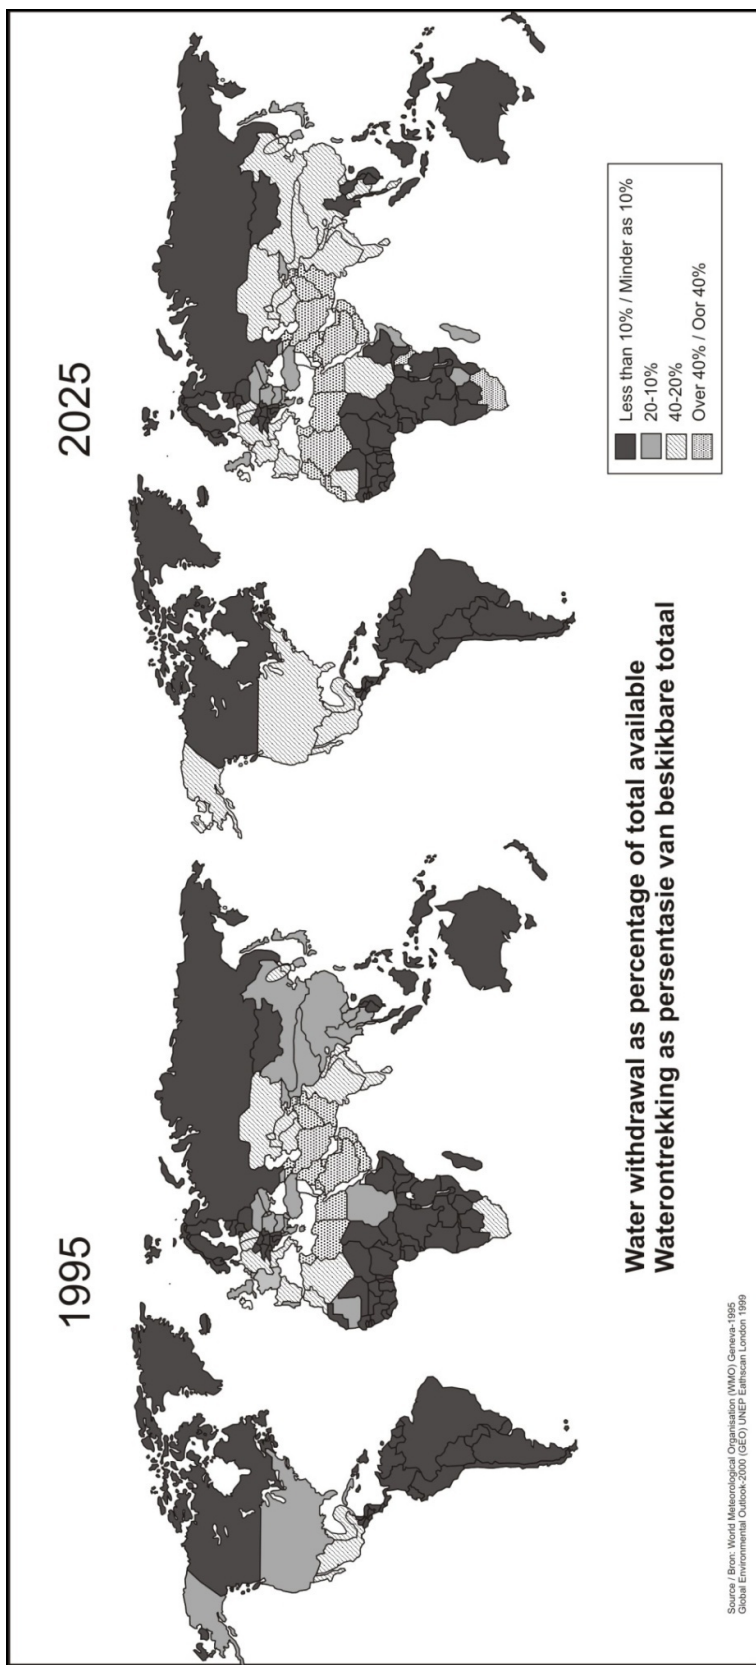 1995
2025
Less than 10% / Minder as 10%
20-10%
40-20%
Over 40% / Oor 40%
Water withdrawal as percentage of total available
Waterontrekking as persentasie van beskikbare totaal
Source / Bron: World Meteorological Organisation (WMO) Geneva-1995
Global Environmental Outlook-2000 (GEO) UNEP Eathscan London 1999